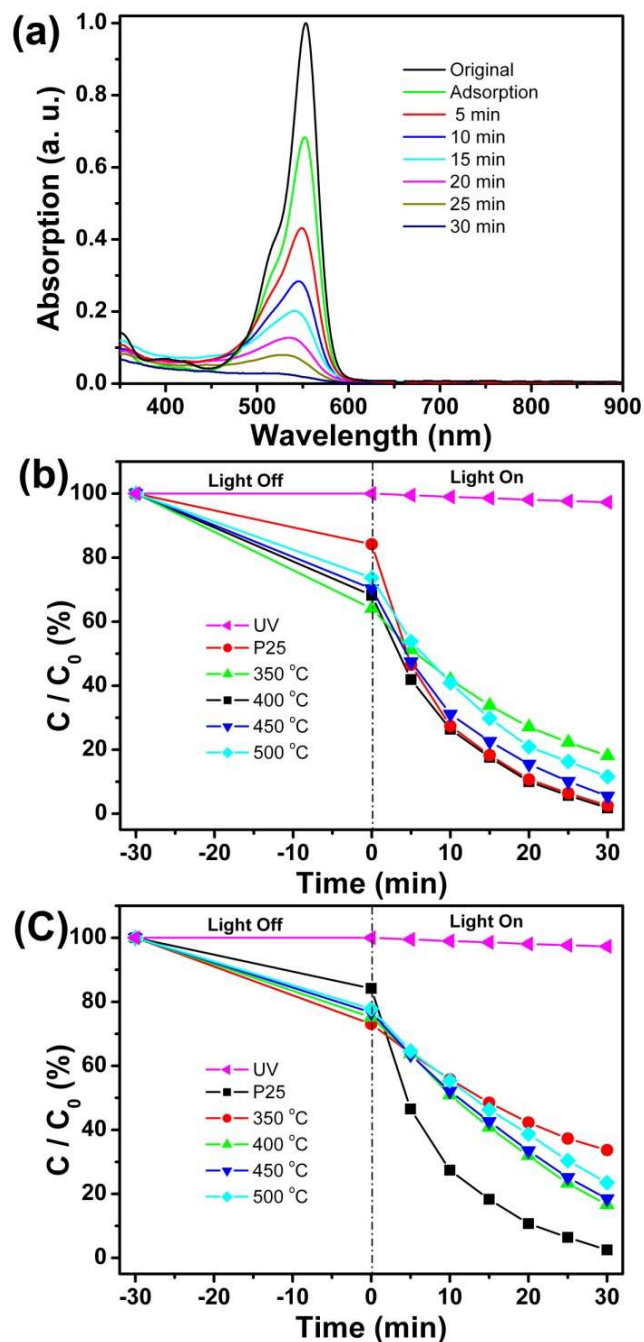 (a)
1.0
0.8
0.6
0.4
0.2
0.0
Absorption (a. u.)
Original
Adsorption
5 min
10 min
15 min
20 min
25 min
30 min
400 500 600 700 800 900
Wavelength (nm)
(b)
Light Off Light On
100
80
60
40
20
0
C / C0 (%)
UV
P25
350 °C
400 °C
450 °C
500 °C
-30 -20 -10 0 10 20 30
Time (min)
(C)
Light Off Light On
100
80
60
40
20
0
C / C0 (%)
UV
P25
350 °C
400 °C
450 °C
500 °C
-30 -20 -10 0 10 20 30
Time (min)